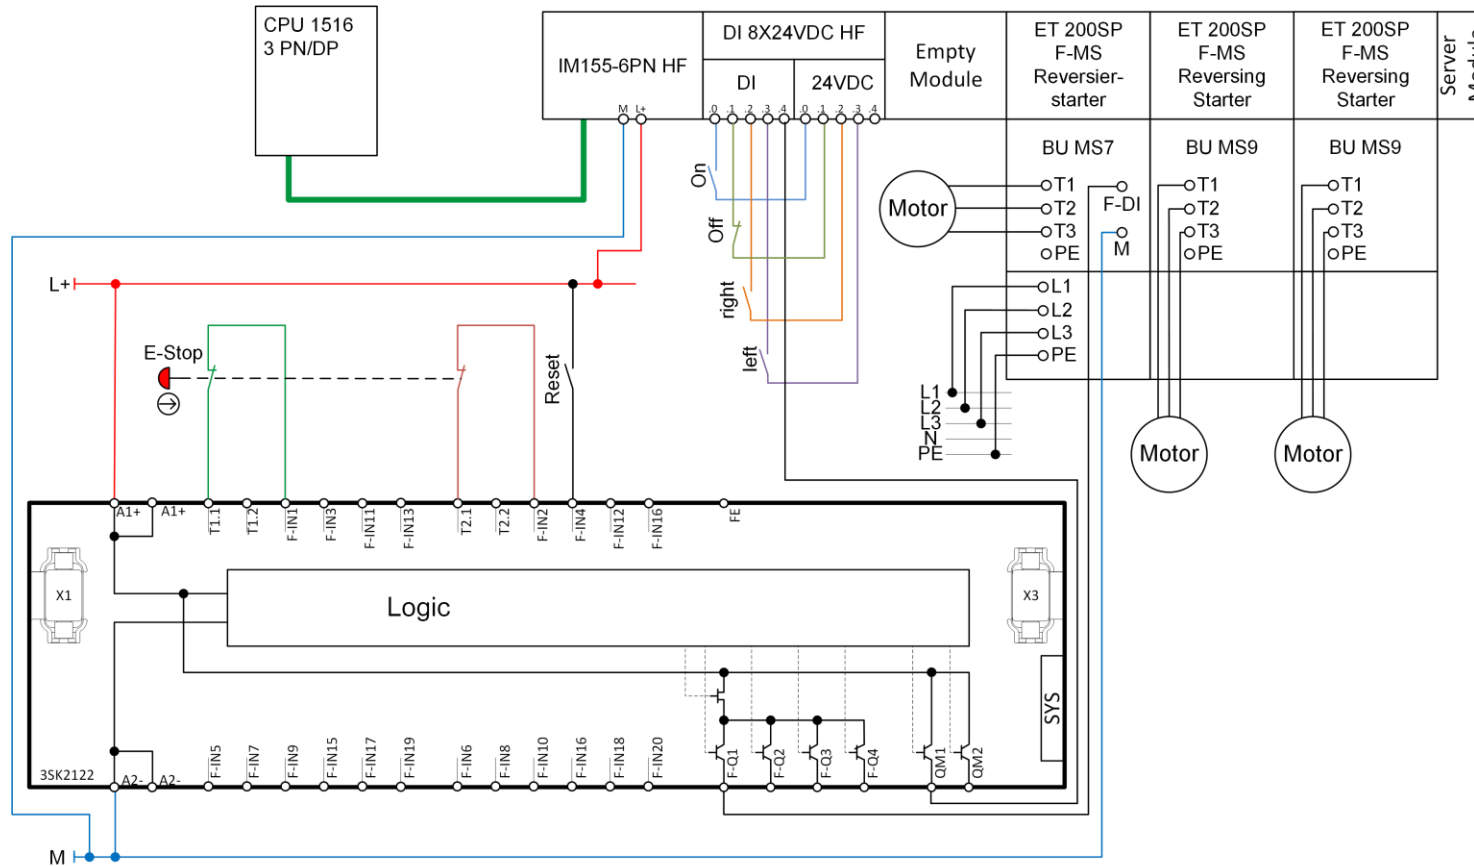 CPU 1516
3 PN/DP
IM155-6PN HF
M L+
DI 8X24VDC HF
DI
24VDC
.0 .1 .2 .3 .4 .0 .1 .2 .3 .4
Empty
Module
ET 200SP
F-MS
Reversier-
starter
ET 200SP
F-MS
Reversing
Starter
ET 200SP
F-MS
Reversing
Starter
Server
Module
BU MS7
BU MS9
BU MS9
T1
T2
T3
PE
F-DI
M
T1
T2
T3
PE
T1
T2
T3
PE
L1
L2
L3
PE
Motor
On
Off
right
left
L+
E-Stop
Reset
L1
L2
L3
N
PE
Motor
Motor
A1+
A1+
T1.1
T1.2
F-IN1
F-IN3
F-IN11
F-IN13
T2.1
T2.2
F-IN2
F-IN4
F-IN12
F-IN16
FE
X1
Logic
X3
SYS
3SK2122
A2-
A2-
F-IN5
F-IN7
F-IN9
F-IN15
F-IN17
F-IN19
F-IN6
F-IN8
F-IN10
F-IN16
F-IN18
F-IN20
F-Q1
F-Q2
F-Q3
F-Q4
QM1
QM2
M